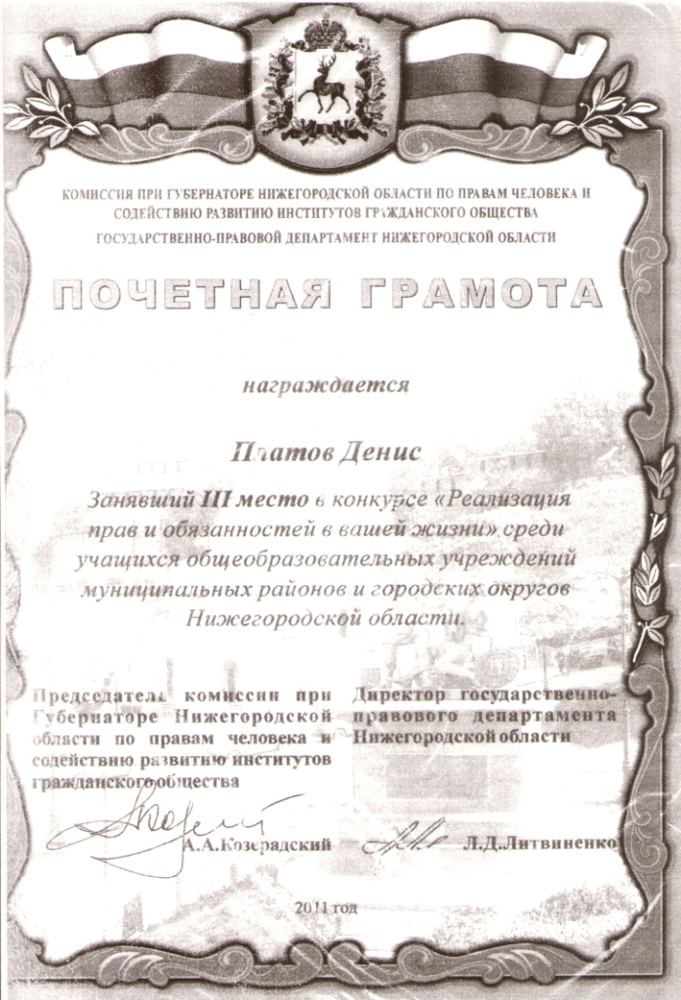 КОМИССИЯ ПРИ ГУБЕРНАТОРЕ НИЖЕГОРОДСКОЙ ОБЛАСТИ ПО ПРАВАМ ЧЕЛОВЕКА И
СОДЕЙСТВИЮ РАЗВИТИЮ ИНСТИТУТОВ ГРАЖДАНСКОГО ОБЩЕСТВА
ГОСУДАРСТВЕННО-ПРАВОВОЙ ДЕПАРТАМЕНТ НИЖЕГОРОДСКОЙ ОБЛАСТИ
ПОЧЕТНАЯ ГРАМОТА
награждается
Платов Денис
Занявший III место в конкурсе «Реализация
прав и обязанностей в вашей жизни» среди
учащихся общеобразовательных учреждений
муниципальных районов и городских округов
Нижегородской области.
Председатель комиссии при
Губернаторе Нижегородской
области по правам человека и
содействию развитию институтов
гражданского общества
А.А.Козерадский
Директор государственно-
правового департамента
Нижегородской области
Л.Д.Литвиненко
2011 год